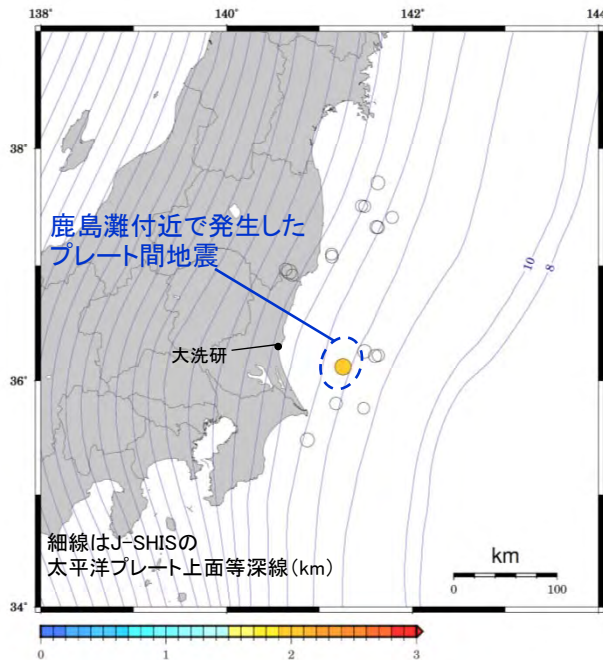 138° 140° 142° 144°
38°
鹿島灘付近で発生した
プレート間地震
10 8
大洗研
36°
細線はJ-SHISの
太平洋プレート上面等深線(km)
km
0 100
34°
0 1 2 3